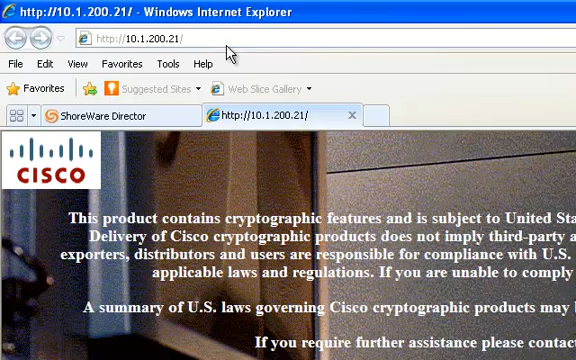 http://10.1.200.21/ - Windows Internet Explorer
http://10.1.200.21/
File Edit View Favorites Tools Help
Favorites Suggested Sites Web Slice Gallery
ShoreWare Director http://10.1.200.21/
CISCO
This product contains cryptographic features and is subject to United Sta
Delivery of Cisco cryptographic products does not imply third-party a
exporters, distributors and users are responsible for compliance with U.S.
applicable laws and regulations. If you are unable to comply
A summary of U.S. laws governing Cisco cryptographic products may b
If you require further assistance please contac